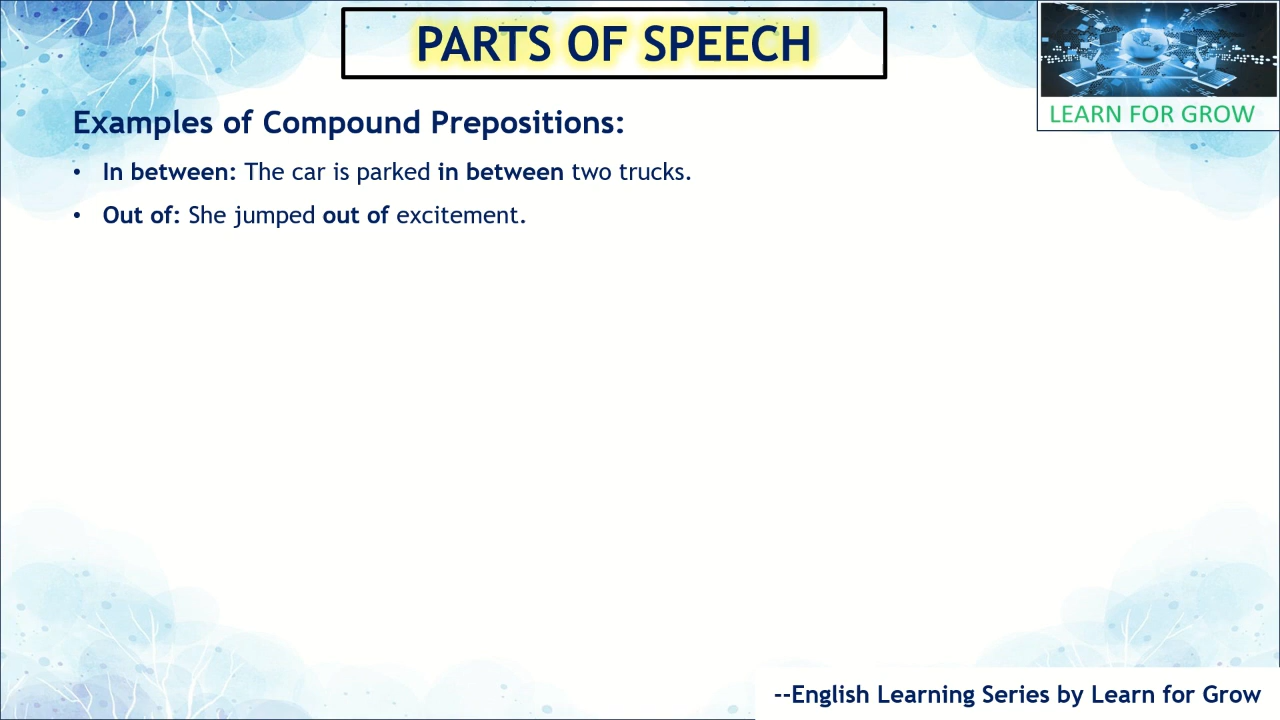 PARTS OF SPEECH
LEARN FOR GROW
Examples of Compound Prepositions:
• In between: The car is parked in between two trucks.
• Out of: She jumped out of excitement.
--English Learning Series by Learn for Grow